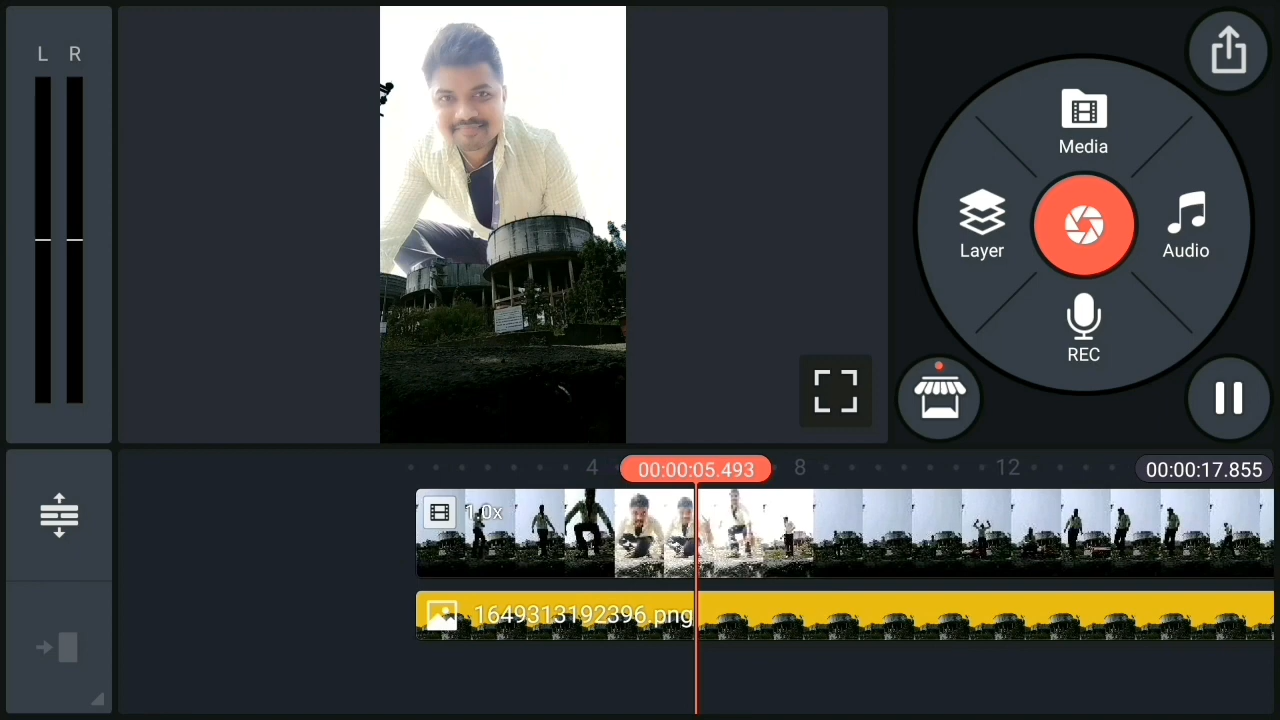 L R
Media
Layer
Audio
REC
4
00:00:05.493
8
12
00:00:17.855
1.0x
1649313192396.png